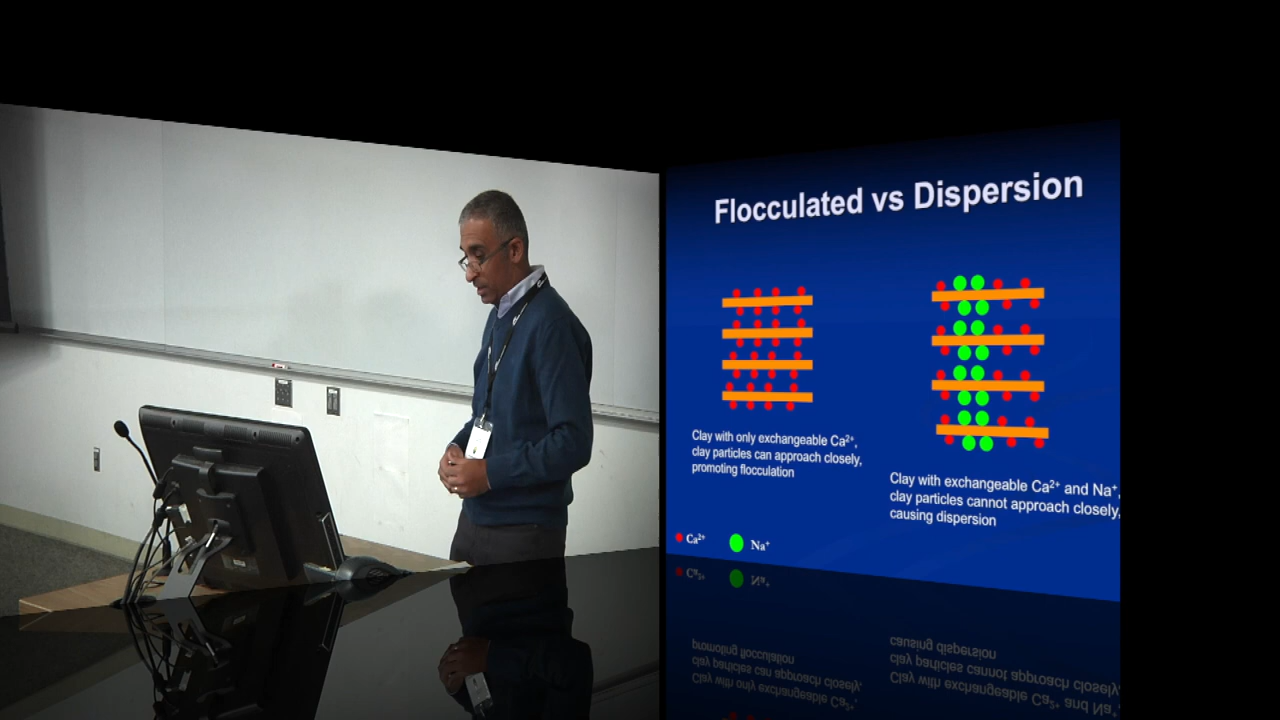 Flocculated vs Dispersion
Clay with only exchangeable Ca²⁺,
clay particles can approach closely,
promoting flocculation
Clay with exchangeable Ca²⁺ and Na⁺,
clay particles cannot approach closely,
causing dispersion
Ca²⁺
Na⁺